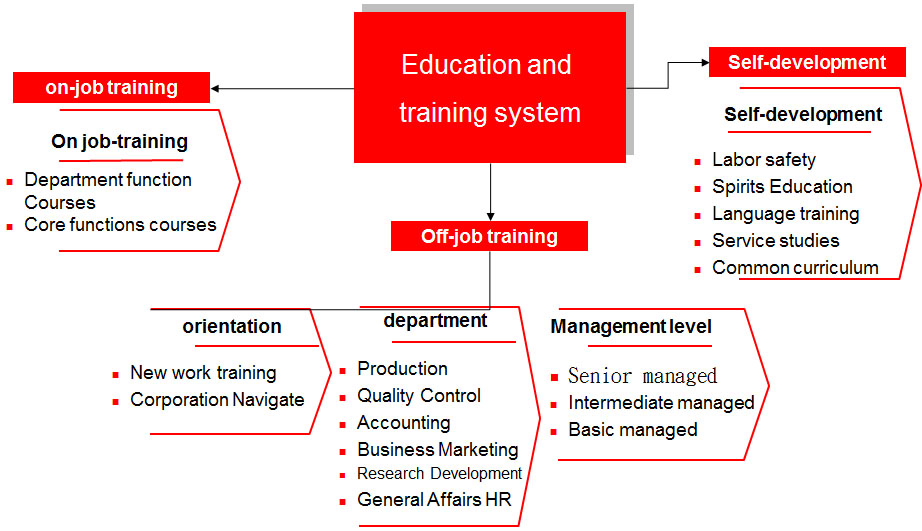 Education and
training system
on-job training
On job-training
Department function
Courses
Core functions courses
Self-development
Self-development
Labor safety
Spirits Education
Language training
Service studies
Common curriculum
Off-job training
orientation
New work training
Corporation Navigate
department
Production
Quality Control
Accounting
Business Marketing
Research Development
General Affairs HR
Management level
Senior managed
Intermediate managed
Basic managed